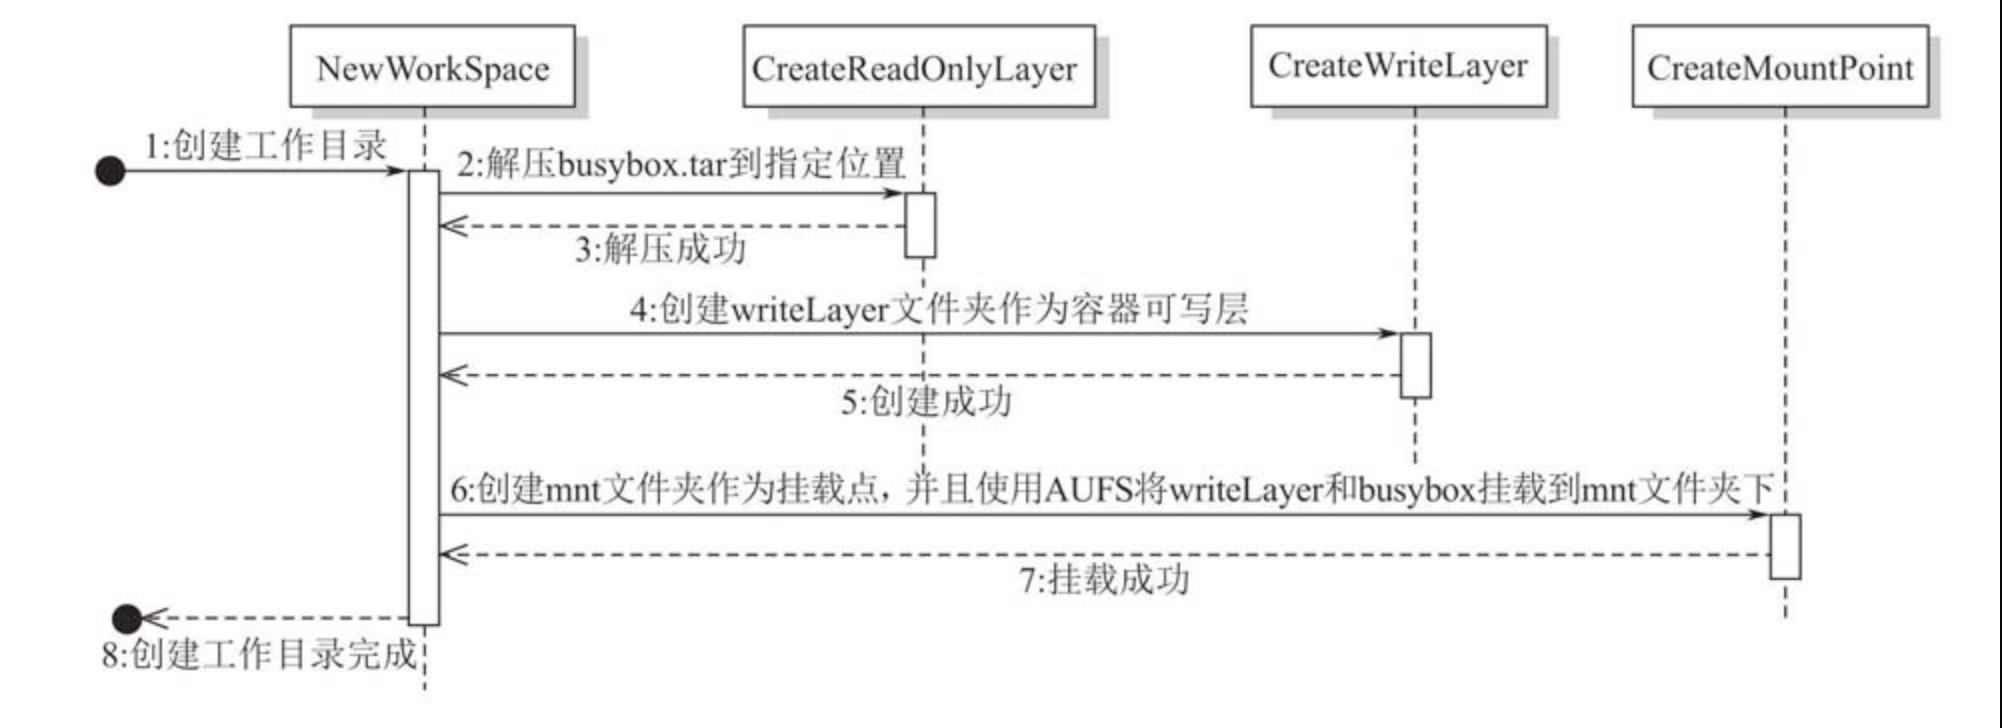 NewWorkSpace
CreateReadOnlyLayer
CreateWriteLayer
CreateMountPoint
1:创建工作目录
2:解压busybox.tar到指定位置
3:解压成功
4:创建writeLayer文件夹作为容器可写层
5:创建成功
6:创建mnt文件夹作为挂载点，并且使用AUFS将writeLayer和busybox挂载到mnt文件夹下
7:挂载成功
8:创建工作目录完成